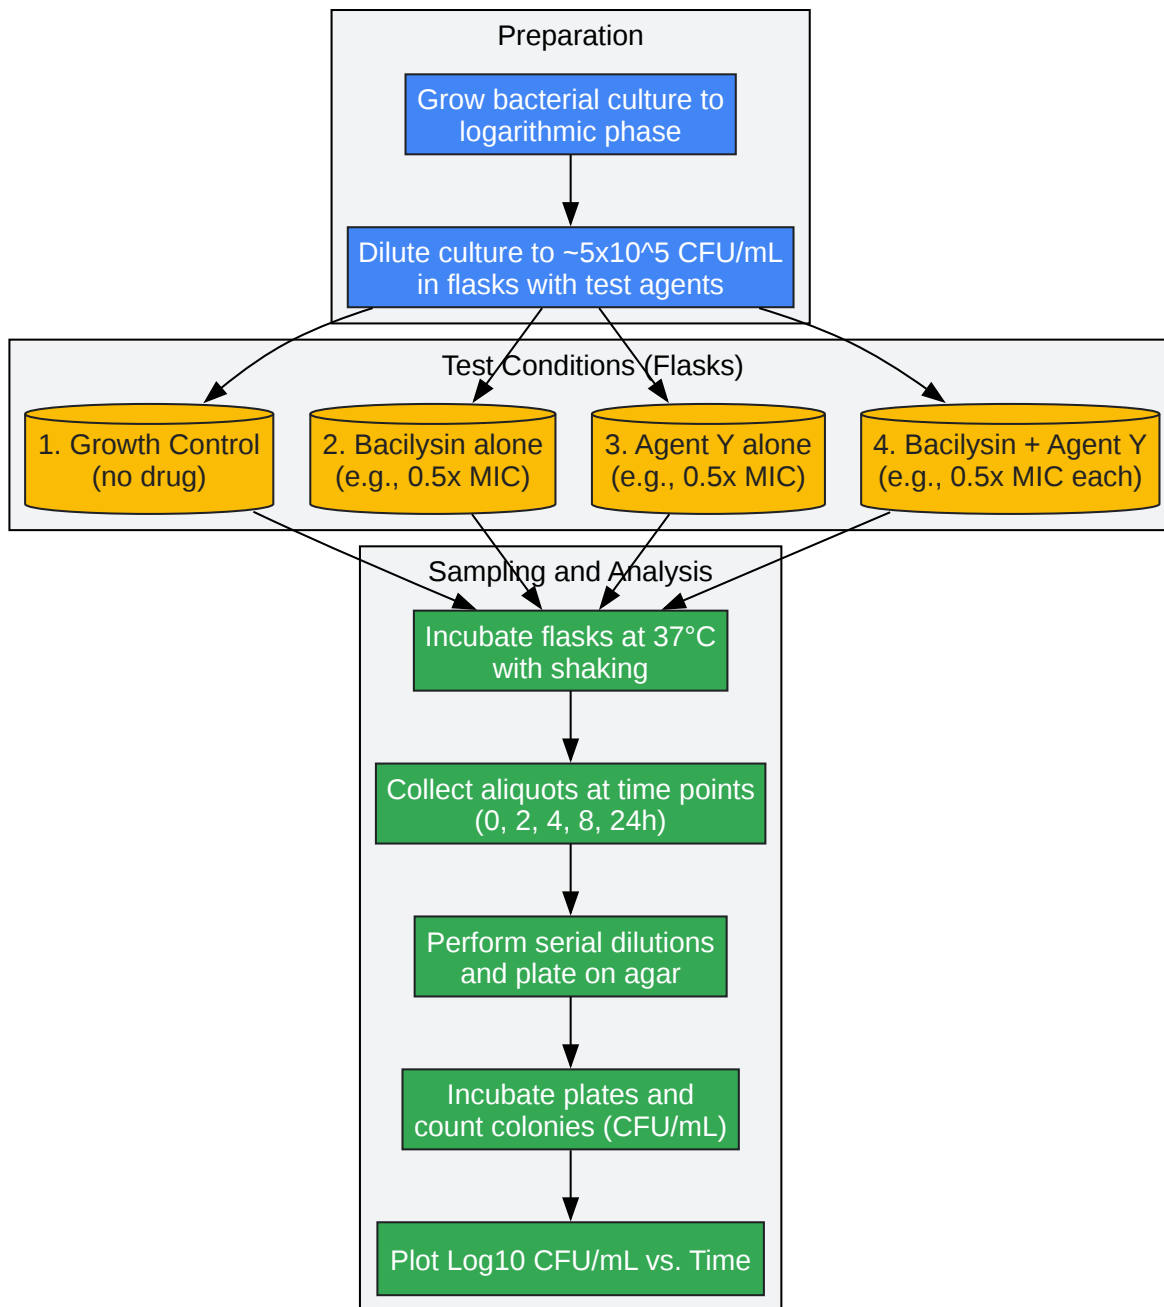 Preparation
Grow bacterial culture to
logarithmic phase
Dilute culture to ~5x10^5 CFU/mL
in flasks with test agents
Test Conditions (Flasks)
1. Growth Control
(no drug)
2. Bacilysin alone
(e.g., 0.5x MIC)
3. Agent Y alone
(e.g., 0.5x MIC)
4. Bacilysin + Agent Y
(e.g., 0.5x MIC each)
Sampling and Analysis
Incubate flasks at 37°C
with shaking
Collect aliquots at time points
(0, 2, 4, 8, 24h)
Perform serial dilutions
and plate on agar
Incubate plates and
count colonies (CFU/mL)
Plot Log10 CFU/mL vs. Time